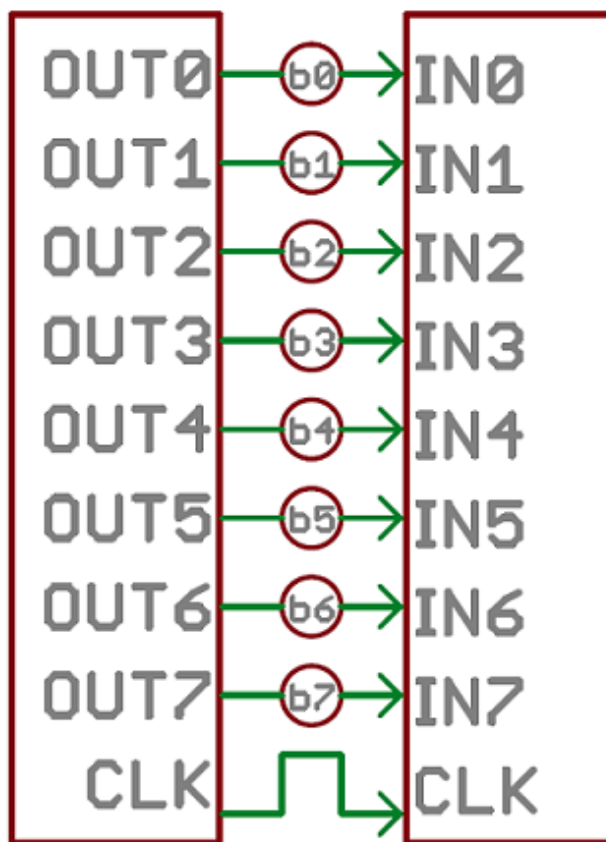 OUT0 b0 IN0
OUT1 b1 IN1
OUT2 b2 IN2
OUT3 b3 IN3
OUT4 b4 IN4
OUT5 b5 IN5
OUT6 b6 IN6
OUT7 b7 IN7
CLK CLK